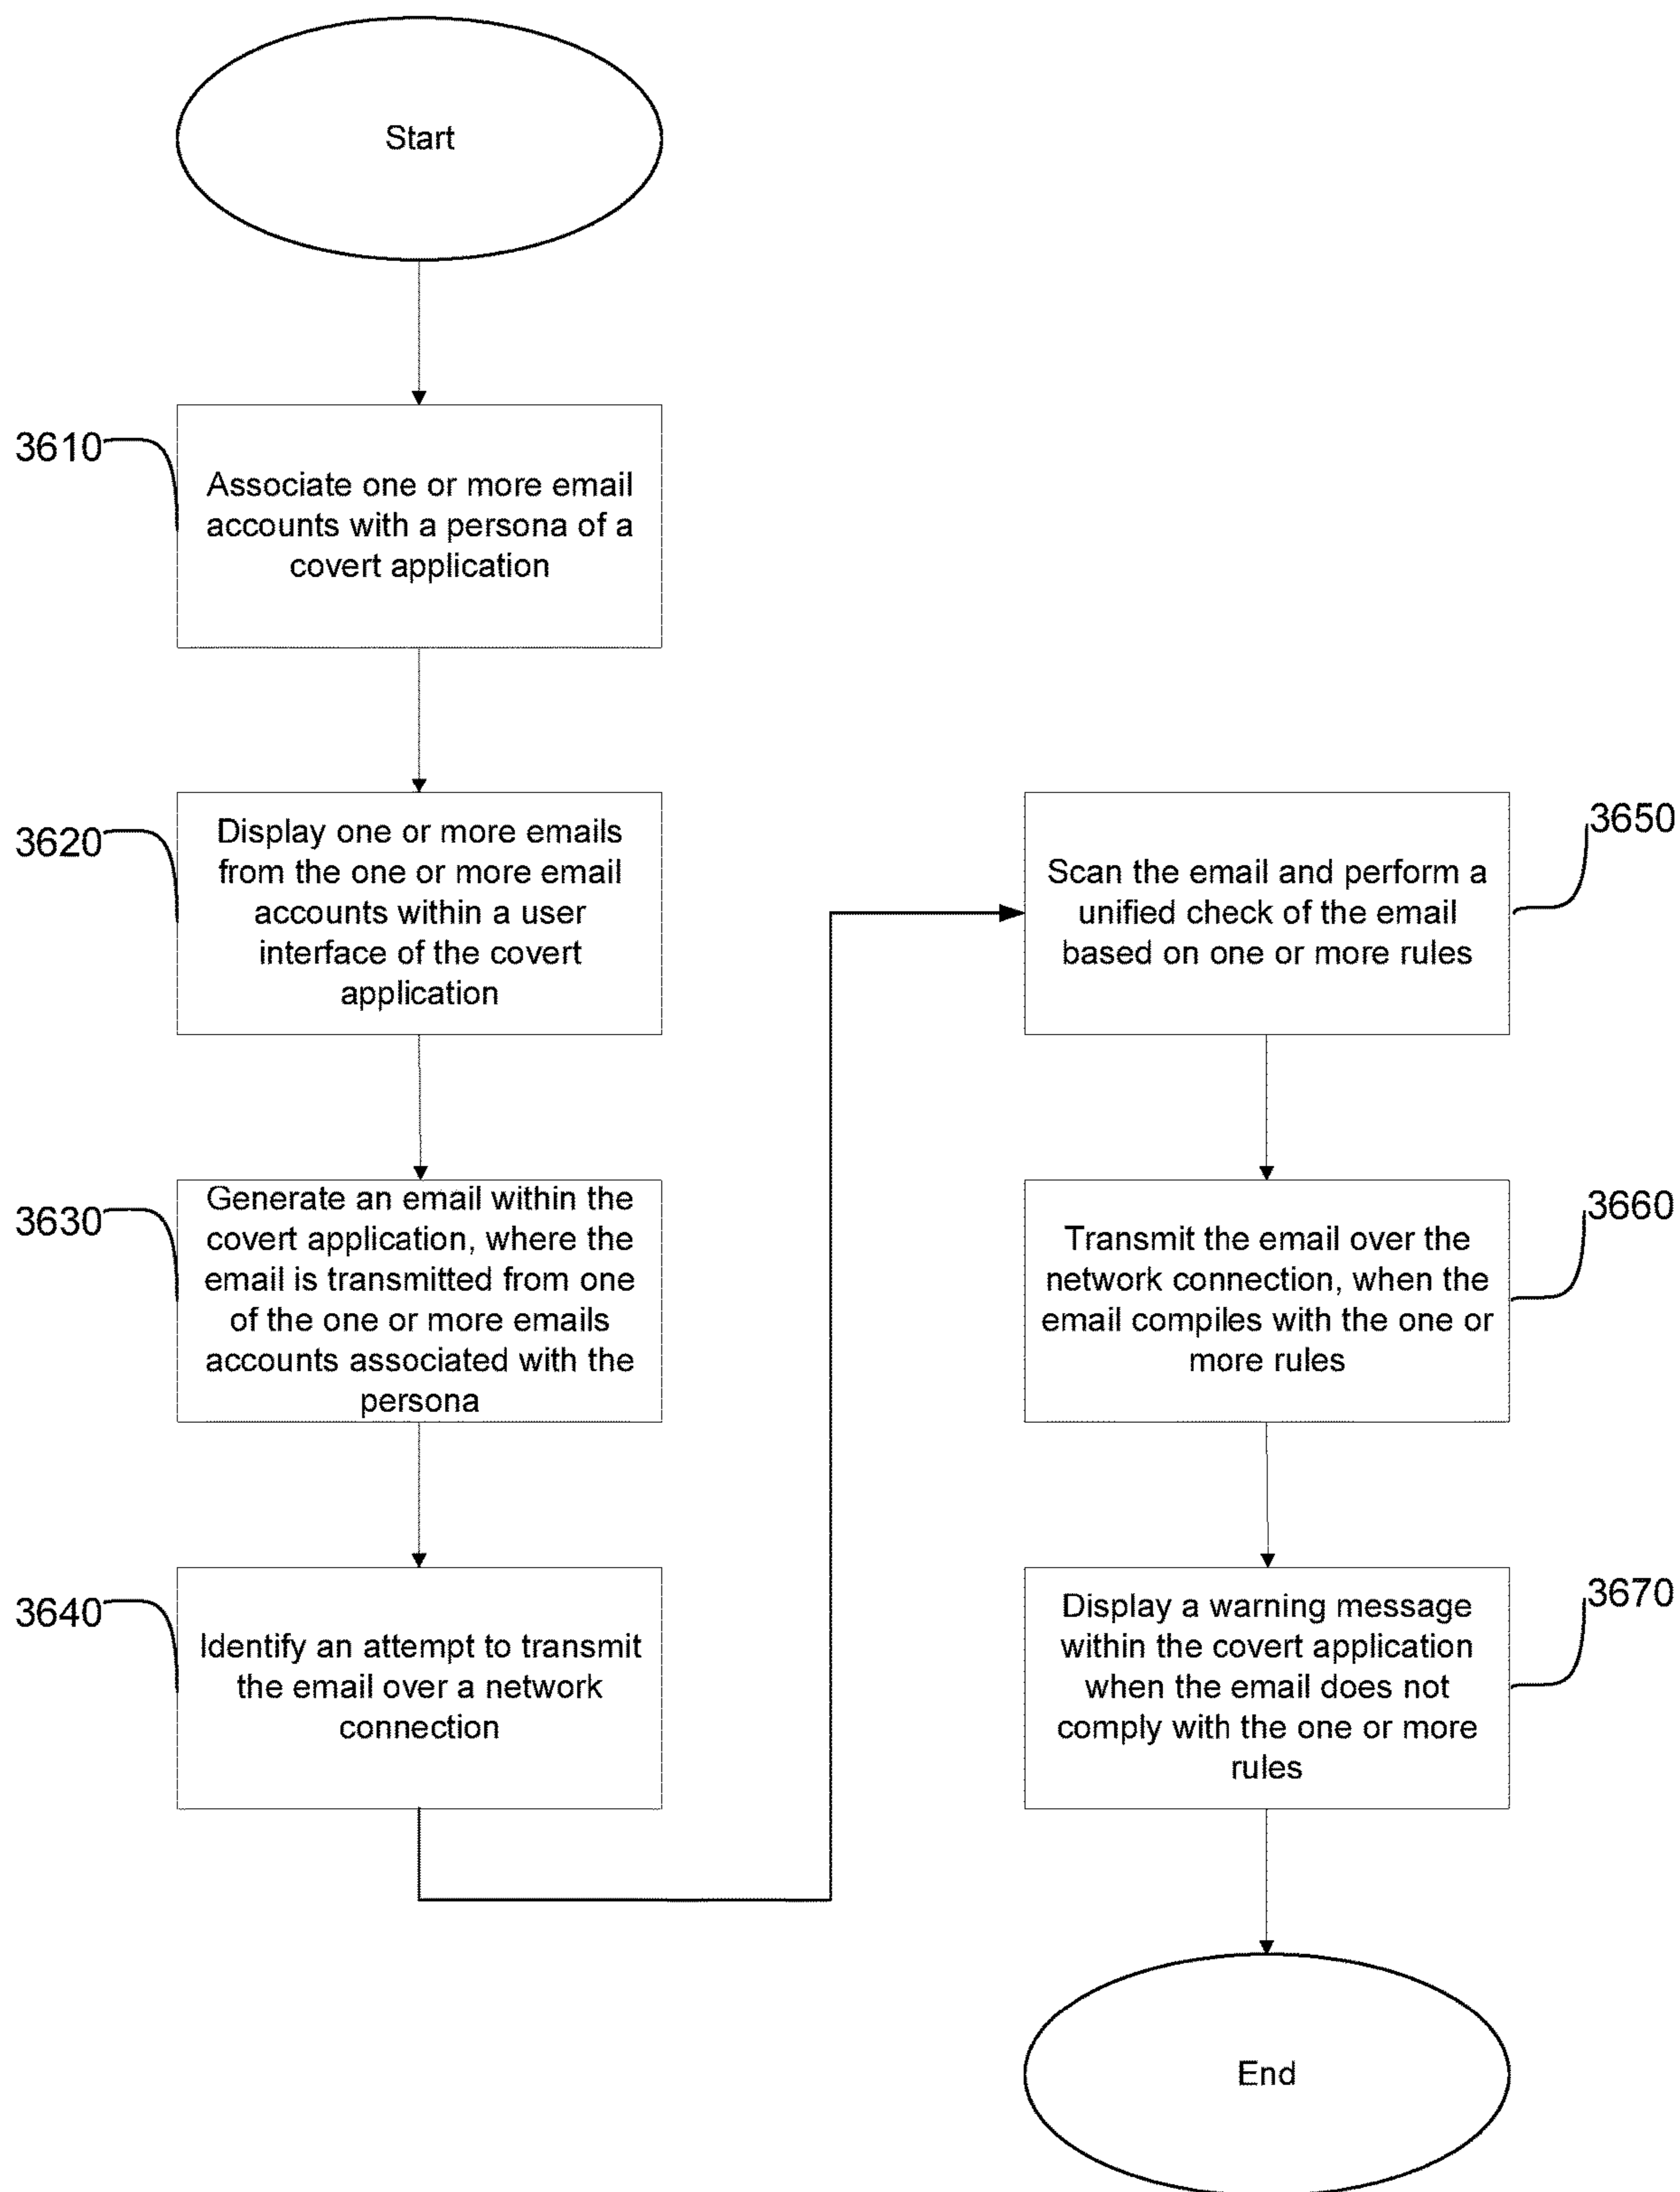 Start
3610
Associate one or more email
accounts with a persona of a
covert application
3620
Display one or more emails
from the one or more email
accounts within a user
interface of the covert
application
3630
Generate an email within the
covert application, where the
email is transmitted from one
of the one or more emails
accounts associated with the
persona
3640
Identify an attempt to transmit
the email over a network
connection
3650
Scan the email and perform a
unified check of the email
based on one or more rules
3660
Transmit the email over the
network connection, when the
email compiles with the one or
more rules
3670
Display a warning message
within the covert application
when the email does not
comply with the one or more
rules
End